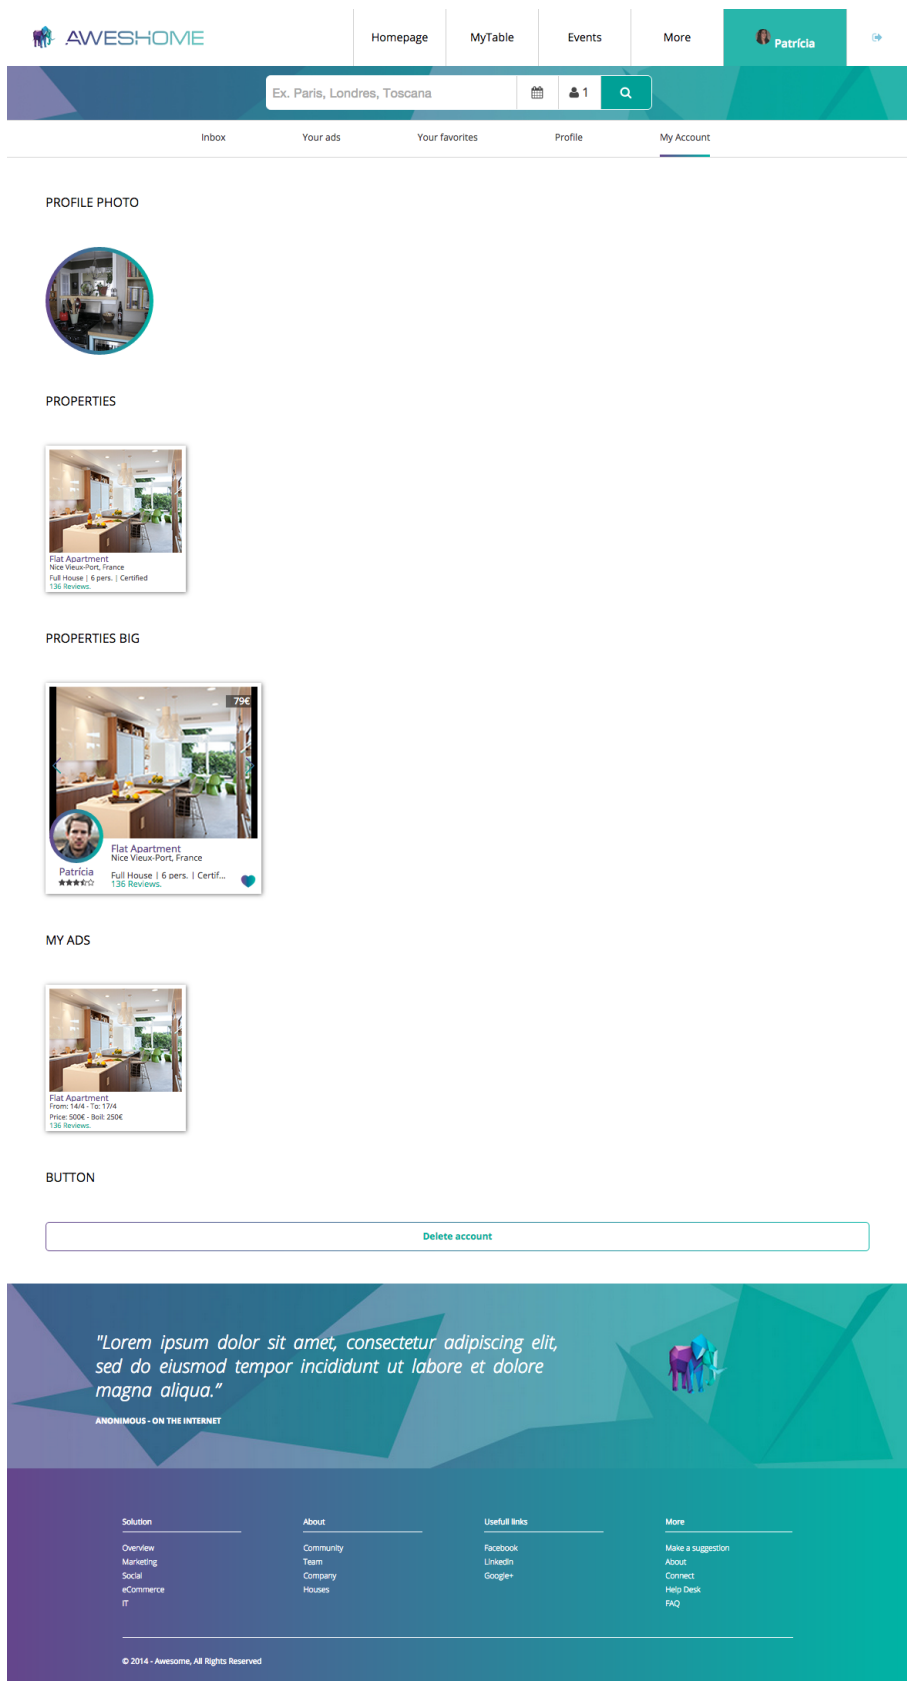 AWESHOME
Homepage
MyTable
Events
More
Patrícia
Ex. Paris, Londres, Toscana
1
Inbox
Your ads
Your favorites
Profile
My Account
PROFILE PHOTO
PROPERTIES
Flat Apartment
Nice Vieux-Port, France
Full House | 6 pers. | Certified
136 Reviews.
PROPERTIES BIG
79€
Flat Apartment
Nice Vieux-Port, France
Patrícia
Full House | 6 pers. | Certif...
136 Reviews.
MY ADS
Flat Apartment
From: 14/4 - To: 17/4
Price: 500€ - Boil: 250€
136 Reviews.
BUTTON
Delete account
"Lorem ipsum dolor sit amet, consectetur adipiscing elit,
sed do eiusmod tempor incididunt ut labore et dolore
magna aliqua.”
ANONIMOUS - ON THE INTERNET
Solution
Overview
Marketing
Social
eCommerce
IT
About
Community
Team
Company
Houses
Usefull links
Facebook
LinkedIn
Google+
More
Make a suggestion
About
Connect
Help Desk
FAQ
© 2014 - Awesome, All Rights Reserved